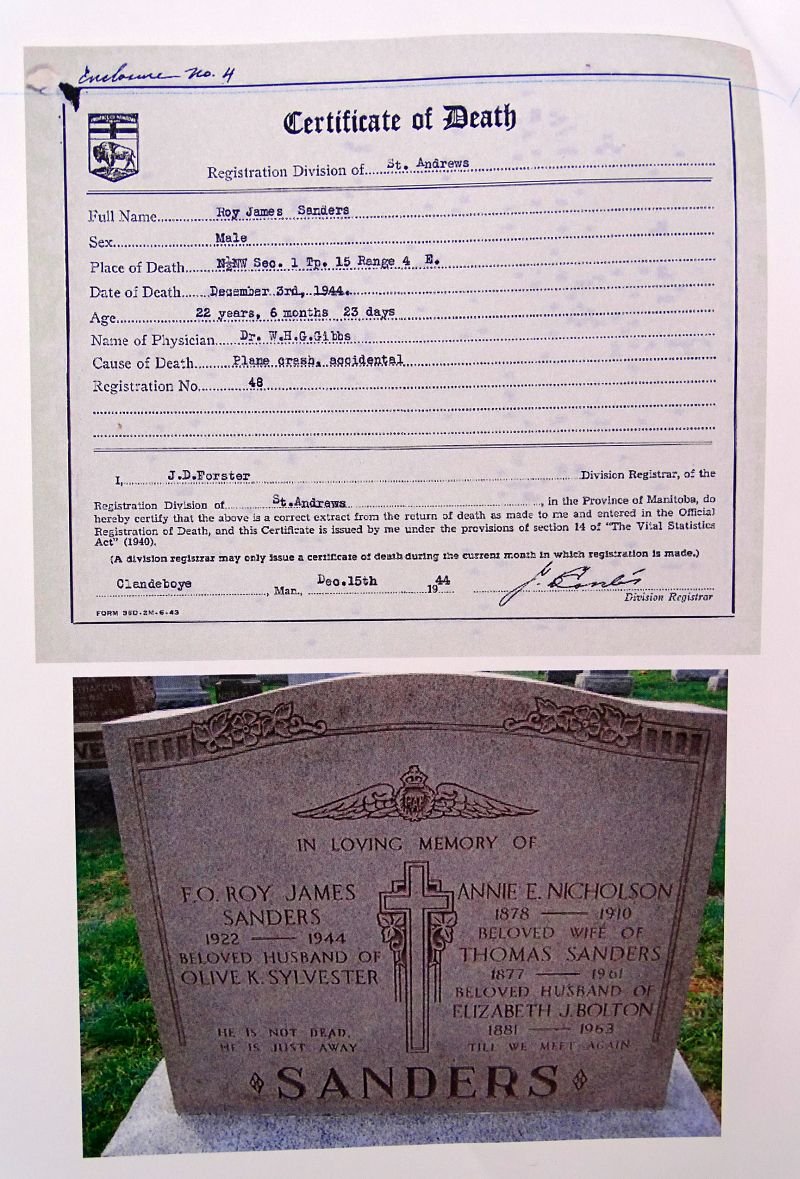 Enclosure No. 4
Certificate of Death
Registration Division of St. Andrews
Full Name Roy James Sanders
Sex Male
Place of Death N½NW Sec. 1 Tp. 15 Range 4 E.
Date of Death December 3rd, 1944.
Age 22 years, 6 months 23 days
Name of Physician Dr. W.H.G.Gibbs
Cause of Death Plane crash, accidental
Registration No. 48
I, J.D.Forster Division Registrar, of the
Registration Division of St.Andrews, in the Province of Manitoba, do
hereby certify that the above is a correct extract from the return of death as made to me and entered in the Official
Registration of Death, and this Certificate is issued by me under the provisions of section 14 of "The Vital Statistics
Act" (1940).
(A division registrar may only issue a certificate of death during the current month in which registration is made.)
Clandeboye, Man., Dec.15th 1944
Division Registrar
FORM 36D-2M-6-43
IN LOVING MEMORY OF
F.O. ROY JAMES
SANDERS
1922 — 1944
BELOVED HUSBAND OF
OLIVE K. SYLVESTER
HE IS NOT DEAD,
HE IS JUST AWAY
ANNIE E. NICHOLSON
1878 — 1910
BELOVED WIFE OF
THOMAS SANDERS
1877 — 1961
BELOVED HUSBAND OF
ELIZABETH J. BOLTON
1881 — 1963
TILL WE MEET AGAIN
SANDERS